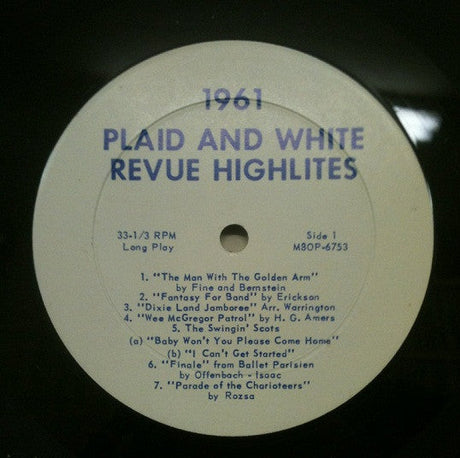 1961
PLAID AND WHITE
REVUE HIGHLITES
33-1/3 RPM Side 1
Long Play M8OP-6753
1. "The Man With The Golden Arm"
by Fine and Bernstein
2. "Fantasy For Band" by Erickson
3. "Dixie Land Jamboree" Arr. Warrington
4. "Wee McGregor Patrol" by H. G. Amers
5. The Swingin' Scots
(a) "Baby Won't You Please Come Home"
(b) "I Can't Get Started"
6. "Finale" from Ballet Parisien
by Offenbach - Isaac
7. "Parade of the Charioteers"
by Rozsa